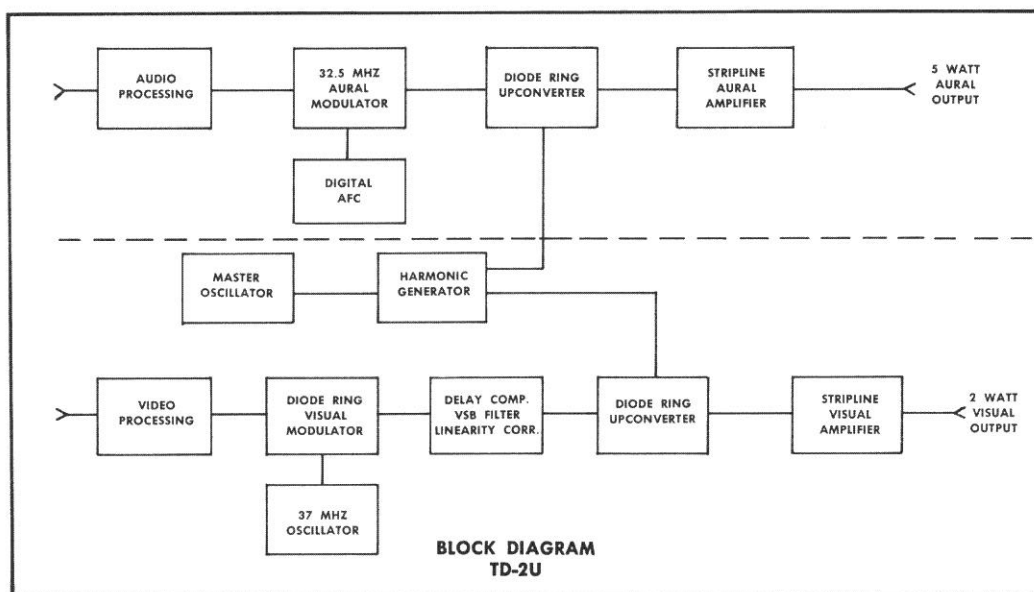 AUDIO
PROCESSING
32.5 MHZ
AURAL
MODULATOR
DIODE RING
UPCONVERTER
STRIPLINE
AURAL
AMPLIFIER
5 WATT
AURAL
OUTPUT
DIGITAL
AFC
MASTER
OSCILLATOR
HARMONIC
GENERATOR
VIDEO
PROCESSING
DIODE RING
VISUAL
MODULATOR
DELAY COMP.
VSB FILTER
LINEARITY CORR.
DIODE RING
UPCONVERTER
STRIPLINE
VISUAL
AMPLIFIER
2 WATT
VISUAL
OUTPUT
37 MHZ
OSCILLATOR
BLOCK DIAGRAM
TD-2U